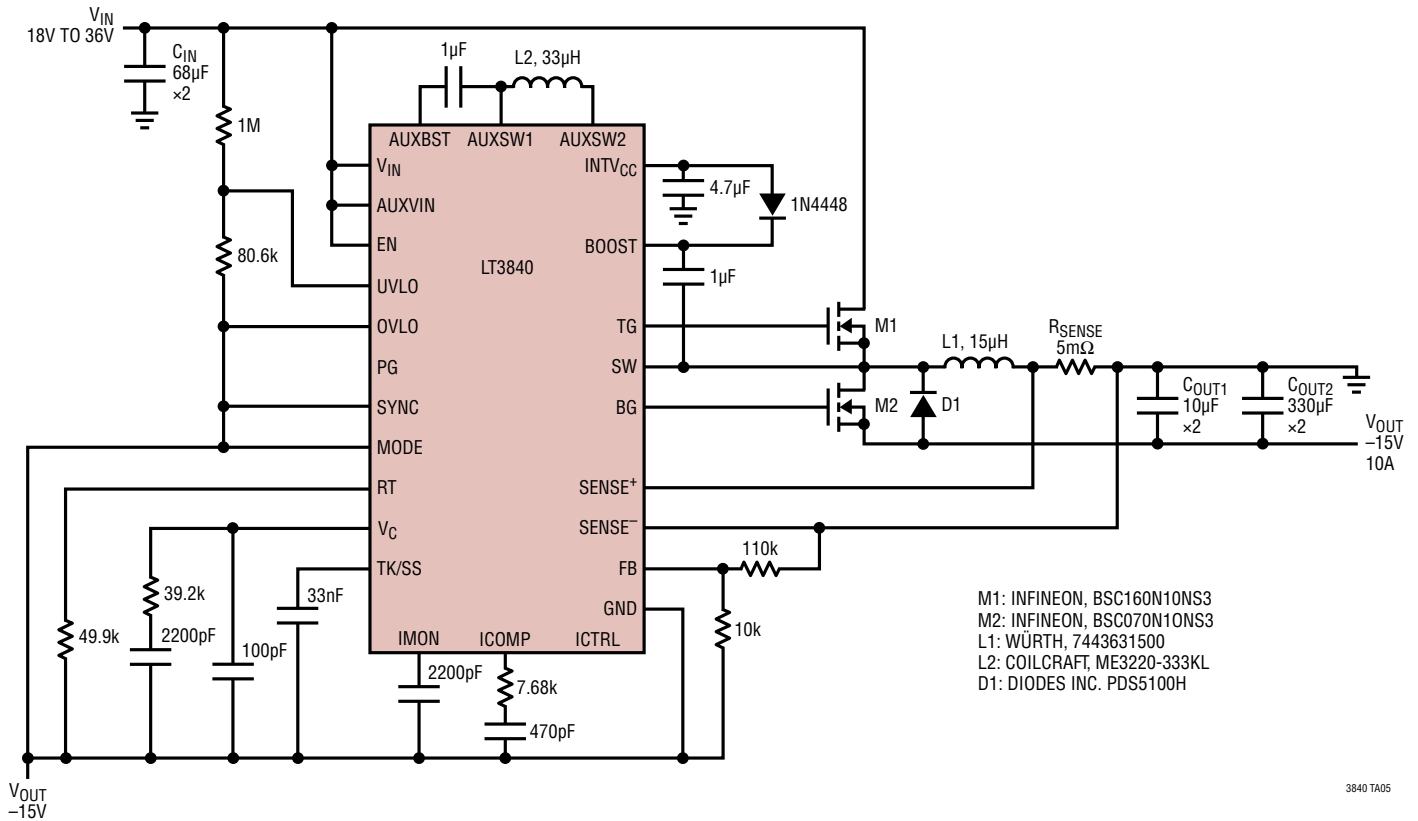 VIN
18V TO 36V
CIN
68µF
×2
1µF
L2, 33µH
1M
80.6k
AUXBST
AUXSW1
AUXSW2
VIN
AUXVIN
EN
UVLO
OVLO
PG
SYNC
MODE
RT
VC
TK/SS
IMON
ICOMP
ICTRL
LT3840
INTVCC
BOOST
TG
SW
BG
SENSE+
SENSE–
FB
GND
4.7µF
1N4448
1µF
M1
M2
D1
L1, 15µH
RSENSE
5mΩ
COUT1
10µF
×2
COUT2
330µF
×2
VOUT
–15V
10A
110k
10k
49.9k
39.2k
2200pF
100pF
33nF
2200pF
7.68k
470pF
M1: INFINEON, BSC160N10NS3
M2: INFINEON, BSC070N1ONS3
L1: WÜRTH, 7443631500
L2: COILCRAFT, ME3220-333KL
D1: DIODES INC. PDS5100H
VOUT
–15V
3840 TA05